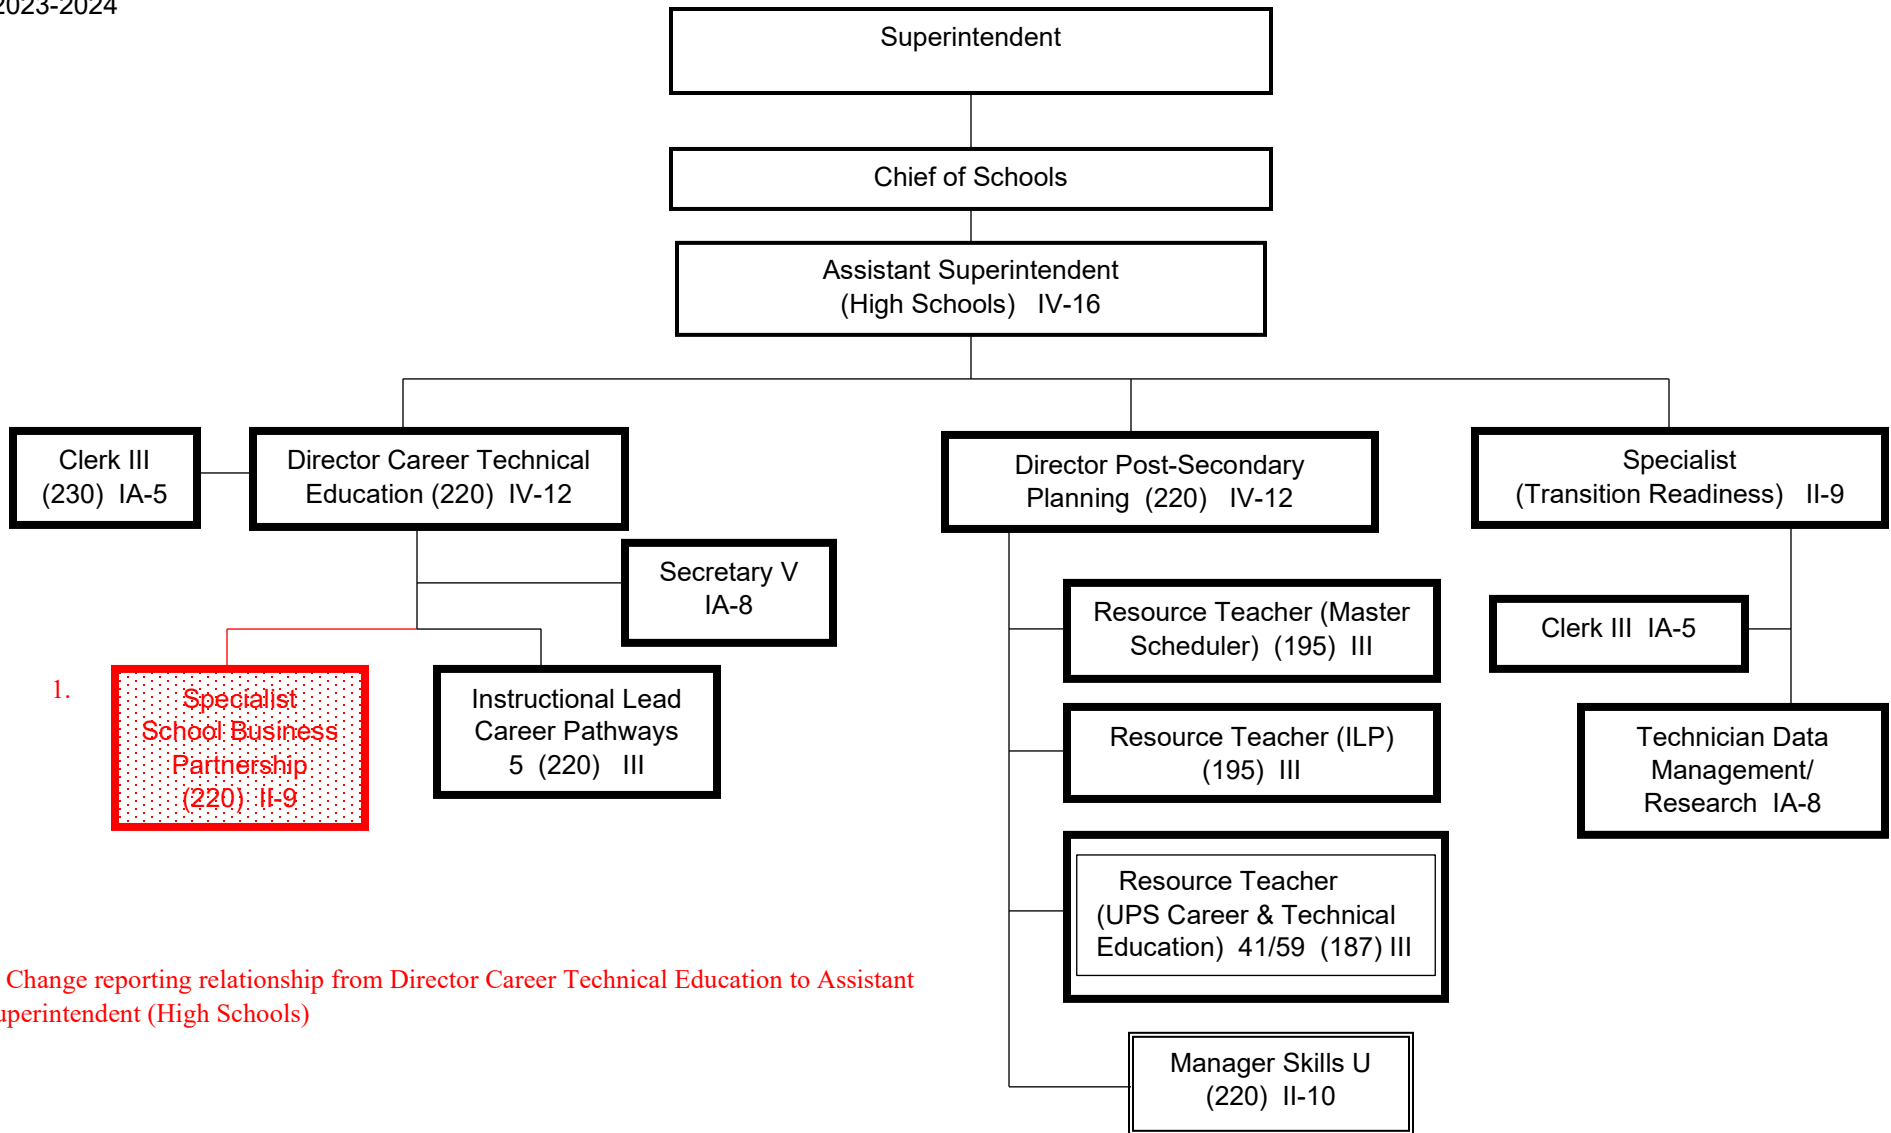 2023-2024
Superintendent
Chief of Schools
Assistant Superintendent
(High Schools) IV-16
Clerk III
(230) IA-5
Director Career Technical
Education (220) IV-12
Director Post-Secondary
Planning (220) IV-12
Specialist
(Transition Readiness) II-9
Secretary V
IA-8
Resource Teacher (Master
Scheduler) (195) III
Clerk III IA-5
1.
Specialist
School Business
Partnership
(220) II-9
Instructional Lead
Career Pathways
5 (220) III
Resource Teacher (ILP)
(195) III
Technician Data
Management/
Research IA-8
Resource Teacher
(UPS Career & Technical
Education) 41/59 (187) III
Change reporting relationship from Director Career Technical Education to Assistant
uperintendent (High Schools)
Manager Skills U
(220) II-10